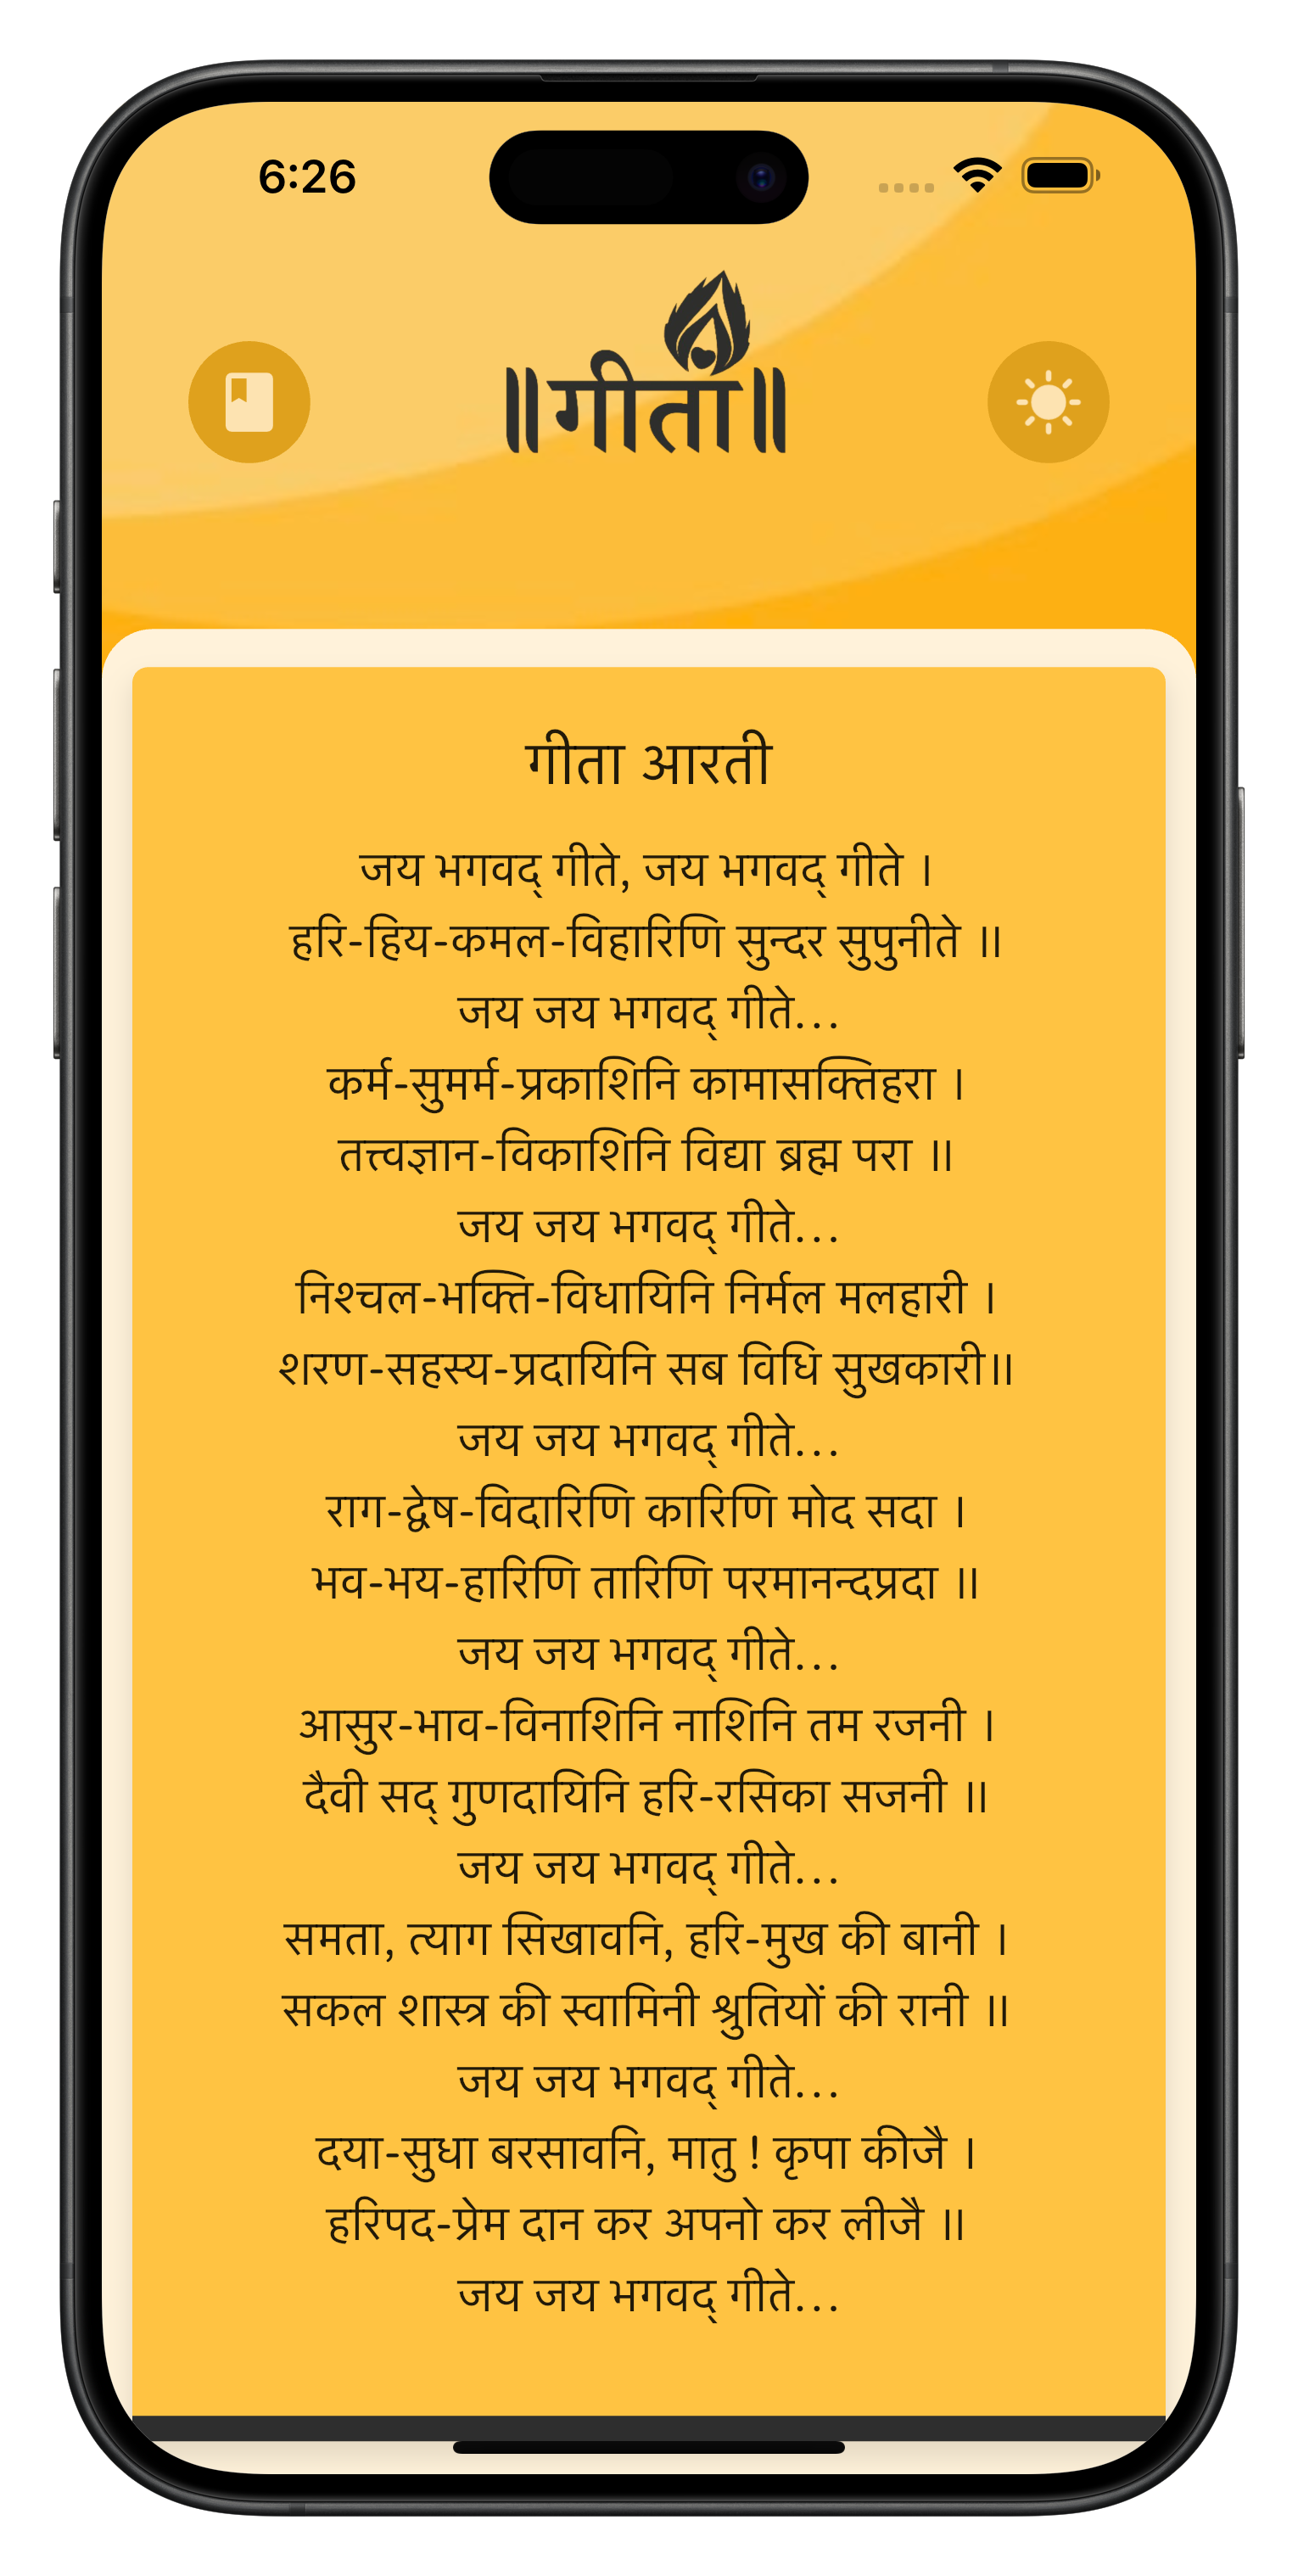 6:26
॥गीता॥
गीता आरती
जय भगवद् गीते, जय भगवद् गीते ।
हरि-हिय-कमल-विहारिणि सुन्दर सुपुनीते ॥
जय जय भगवद् गीते...
कर्म-सुमर्म-प्रकाशिनि कामासक्तिहरा ।
तत्त्वज्ञान-विकाशिनि विद्या ब्रह्म परा ॥
जय जय भगवद् गीते...
निश्चल-भक्ति-विधायिनि निर्मल मलहारी ।
शरण-सहस्य-प्रदायिनि सब विधि सुखकारी॥
जय जय भगवद् गीते...
राग-द्वेष-विदारिणि कारिणि मोद सदा ।
भव-भय-हारिणि तारिणि परमानन्दप्रदा ॥
जय जय भगवद् गीते...
आसुर-भाव-विनाशिनि नाशिनि तम रजनी ।
दैवी सद् गुणदायिनि हरि-रसिका सजनी ॥
जय जय भगवद् गीते...
समता, त्याग सिखावनि, हरि-मुख की बानी ।
सकल शास्त्र की स्वामिनी श्रुतियों की रानी ॥
जय जय भगवद् गीते...
दया-सुधा बरसावनि, मातु ! कृपा कीजै ।
हरिपद-प्रेम दान कर अपनो कर लीजै ॥
जय जय भगवद् गीते...